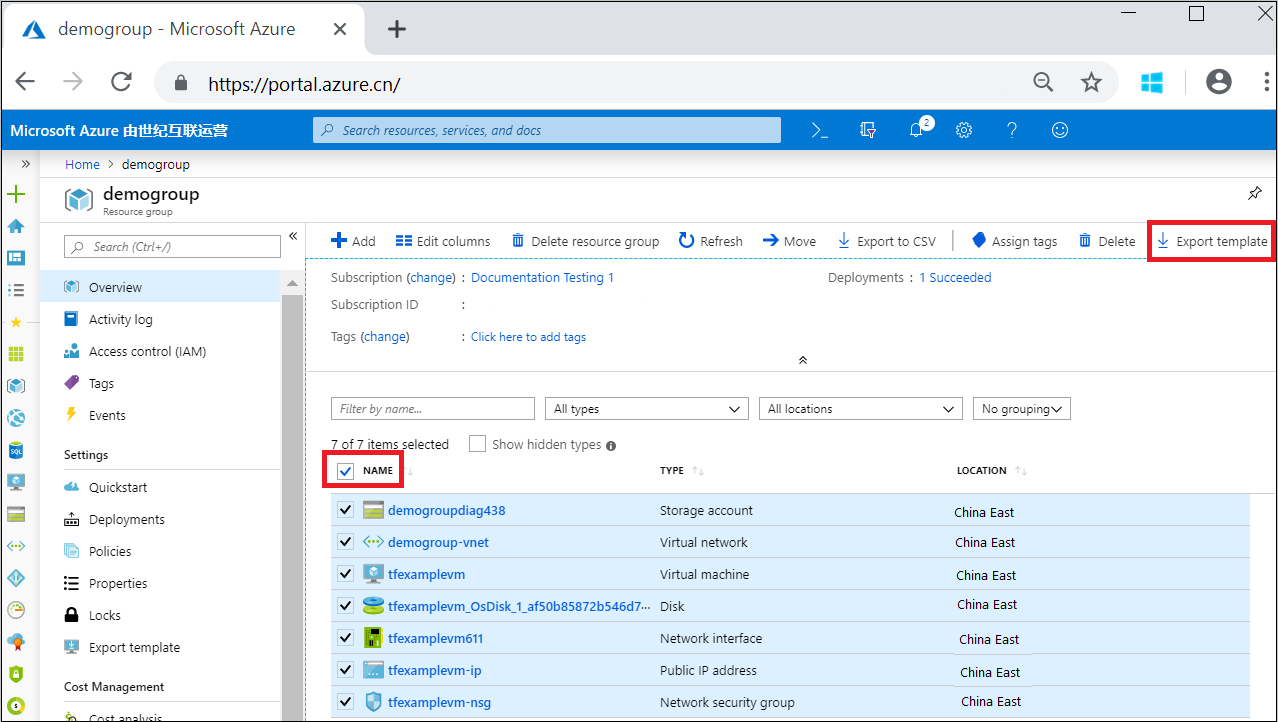 demogroup - Microsoft Azure
https://portal.azure.cn/
Microsoft Azure 由世纪互联运营
Search resources, services, and docs
2
Home > demogroup
demogroup
Resource group
Search (Ctrl+/)
Add Edit columns Delete resource group Refresh Move Export to CSV Assign tags Delete Export template
Subscription (change) : Documentation Testing 1 Deployments : 1 Succeeded
Subscription ID :
Tags (change) : Click here to add tags
Overview
Activity log
Access control (IAM)
Tags
Events
Settings
Quickstart
Deployments
Policies
Properties
Locks
Export template
Cost Management
Cost analysis
Filter by name... All types All locations No grouping
7 of 7 items selected Show hidden types
NAME TYPE LOCATION
demogroupdiag438 Storage account China East
demogroup-vnet Virtual network China East
tfexamplevm Virtual machine China East
tfexamplevm_OsDisk_1_af50b85872b546d7··· Disk China East
tfexamplevm611 Network interface China East
tfexamplevm-ip Public IP address China East
tfexamplevm-nsg Network security group China East
SQL